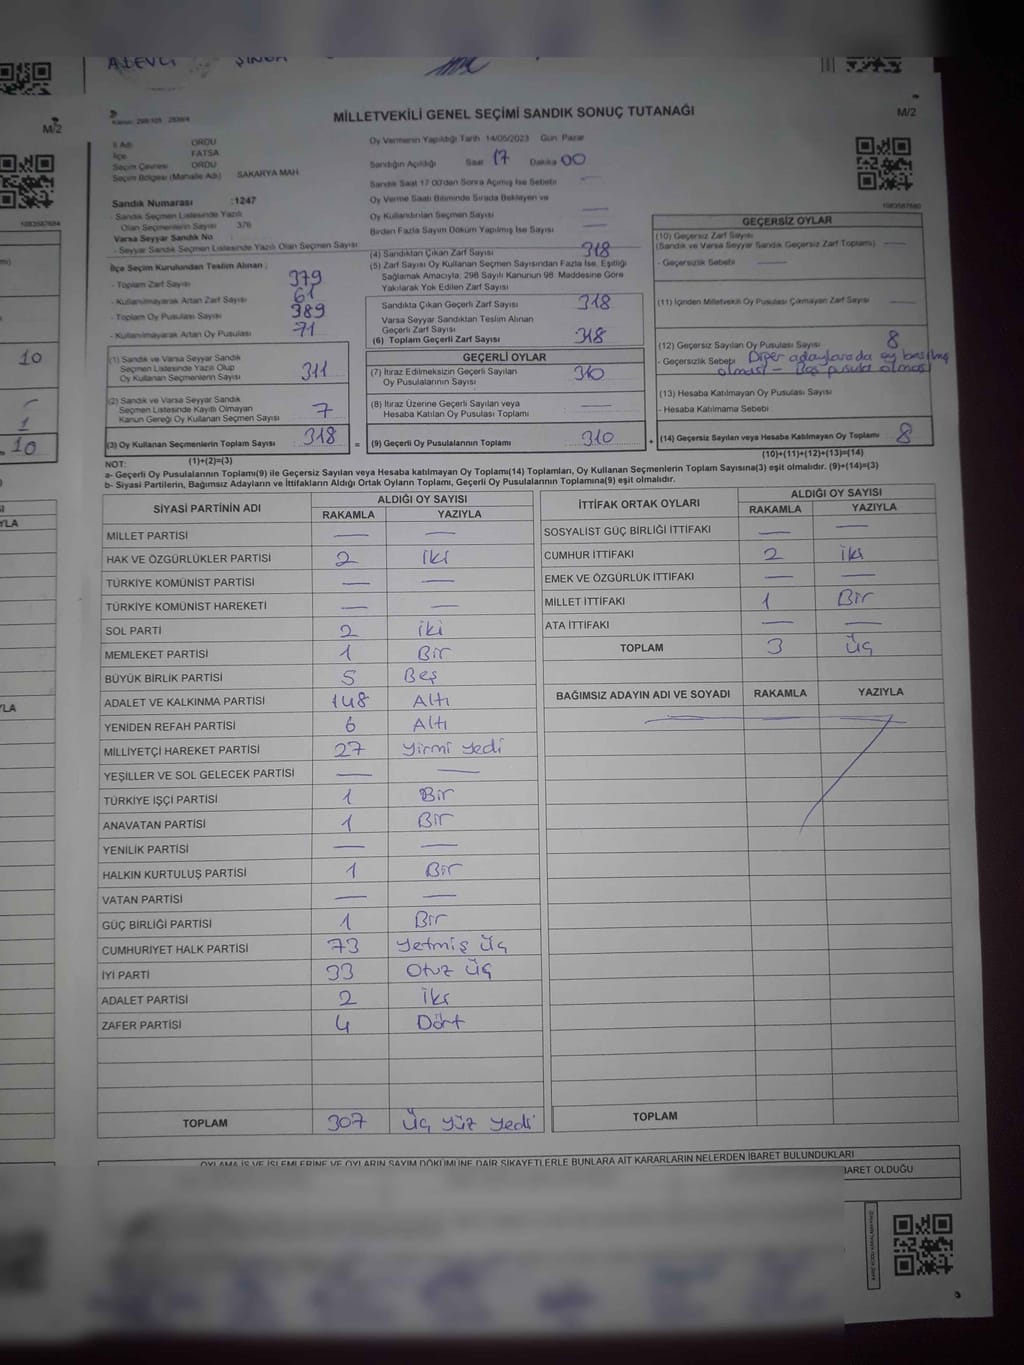 ALEVLİ
M/2
MİLLETVEKİLİ GENEL SEÇİMİ SANDIK SONUÇ TUTANAĞI
M/2
İl Adı : ORDU
İlçe : FATSA
Seçim Çevresi : ORDU
Seçim Bölgesi (Mahalle Adı) : SAKARYA MAH.
Oy Vermenin Yapıldığı Tarih 14/05/2023 Gün Pazar
Sandığın Açıldığı Saat 17 Dakika 00
Sandık Saat 17.00'den Sonra Açılmış İse Sebebi —
Oy Verme Saati Bitiminde Sırada Bekleyen ve
Oy Kullandırılan Seçmen Sayısı —
Birden Fazla Sayım Döküm Yapılmış İse Sayısı —
1083587684
1083587680
Sandık Numarası :1247
- Sandık Seçmen Listesinde Yazılı
Olan Seçmenlerin Sayısı : 376
Varsa Seyyar Sandık No :
- Seyyar Sandık Seçmen Listesinde Yazılı Olan Seçmen Sayısı:
İlçe Seçim Kurulundan Teslim Alınan ;
- Toplam Zarf Sayısı : 379
- Kullanılmayarak Artan Zarf Sayısı : 61
- Toplam Oy Pusulası Sayısı : 389
- Kullanılmayarak Artan Oy Pusulası : 71
(1) Sandık ve Varsa Seyyar Sandık
Seçmen Listesinde Yazılı Olup
Oy Kullanan Seçmenlerin Sayısı 311
(2) Sandık ve Varsa Seyyar Sandık
Seçmen Listesine Kayıtlı Olmayan
Kanun Gereği Oy Kullanan Seçmen Sayısı 7
(3) Oy Kullanan Seçmenlerin Toplam Sayısı 318
(1)+(2)=(3)
(4) Sandıktan Çıkan Zarf Sayısı 318
(5) Zarf Sayısı Oy Kullanan Seçmen Sayısından Fazla İse, Eşitliği
Sağlamak Amacıyla, 298 Sayılı Kanunun 98. Maddesine Göre
Yakılarak Yok Edilen Zarf Sayısı
Sandıkta Çıkan Geçerli Zarf Sayısı 318
Varsa Seyyar Sandıktan Teslim Alınan
Geçerli Zarf Sayısı
(6) Toplam Geçerli Zarf Sayısı 318
GEÇERLİ OYLAR
(7) İtiraz Edilmeksizin Geçerli Sayılan
Oy Pusulalarının Sayısı 310
(8) İtiraz Üzerine Geçerli Sayılan veya
Hesaba Katılan Oy Pusulası Toplamı —
= (9) Geçerli Oy Pusulalarının Toplamı 310 +
GEÇERSİZ OYLAR
(10) Geçersiz Zarf Sayısı
(Sandık ve Varsa Seyyar Sandık Geçersiz Zarf Toplamı) —
- Geçersizlik Sebebi : —
(11) İçinden Milletvekili Oy Pusulası Çıkmayan Zarf Sayısı —
(12) Geçersiz Sayılan Oy Pusulası Sayısı 8
- Geçersizlik Sebebi : Diğer adaylarada oy basılmış
olması - Boş pusula olması
(13) Hesaba Katılmayan Oy Pusulası Sayısı
- Hesaba Katılmama Sebebi :
(14) Geçersiz Sayılan veya Hesaba Katılmayan Oy Toplamı 8
(10)+(11)+(12)+(13)=(14)
NOT:
a- Geçerli Oy Pusulalarının Toplamı(9) ile Geçersiz Sayılan veya Hesaba katılmayan Oy Toplamı(14) Toplamları, Oy Kullanan Seçmenlerin Toplam Sayısına(3) eşit olmalıdır. (9)+(14)=(3)
b- Siyasi Partilerin, Bağımsız Adayların ve İttifakların Aldığı Ortak Oyların Toplamı, Geçerli Oy Pusulalarının Toplamına(9) eşit olmalıdır.
SİYASİ PARTİNİN ADI ALDIĞI OY SAYISI
RAKAMLA YAZIYLA
MİLLET PARTİSİ — —
HAK VE ÖZGÜRLÜKLER PARTİSİ 2 İki
TÜRKİYE KOMÜNİST PARTİSİ — —
TÜRKİYE KOMÜNİST HAREKETİ — —
SOL PARTİ 2 iki
MEMLEKET PARTİSİ 1 Bir
BÜYÜK BİRLİK PARTİSİ 5 Beş
ADALET VE KALKINMA PARTİSİ 148 Altı
YENİDEN REFAH PARTİSİ 6 Altı
MİLLİYETÇİ HAREKET PARTİSİ 27 Yirmi Yedi
YEŞİLLER VE SOL GELECEK PARTİSİ — —
TÜRKİYE İŞÇİ PARTİSİ 1 Bir
ANAVATAN PARTİSİ 1 Bir
YENİLİK PARTİSİ — —
HALKIN KURTULUŞ PARTİSİ 1 Bir
VATAN PARTİSİ — —
GÜÇ BİRLİĞİ PARTİSİ 1 Bir
CUMHURİYET HALK PARTİSİ 73 Yetmiş üç
İYİ PARTİ 33 Otuz üç
ADALET PARTİSİ 2 İki
ZAFER PARTİSİ 4 Dört
TOPLAM 307 Üç yüz yedi
İTTİFAK ORTAK OYLARI ALDIĞI OY SAYISI
RAKAMLA YAZIYLA
SOSYALİST GÜÇ BİRLİĞİ İTTİFAKI — —
CUMHUR İTTİFAKI 2 iki
EMEK VE ÖZGÜRLÜK İTTİFAKI — —
MİLLET İTTİFAKI 1 Bir
ATA İTTİFAKI — —
TOPLAM 3 Üç
BAĞIMSIZ ADAYIN ADI VE SOYADI RAKAMLA YAZIYLA
TOPLAM
OYLAMA İŞ VE İŞLEMLERİNE VE OYLARIN SAYIM DÖKÜMÜNE DAİR ŞİKAYETLERLE BUNLARA AİT KARARLARIN NELERDEN İBARET BULUNDUKLARI
BARET OLDUĞU
10
1
10
YLA
YLA